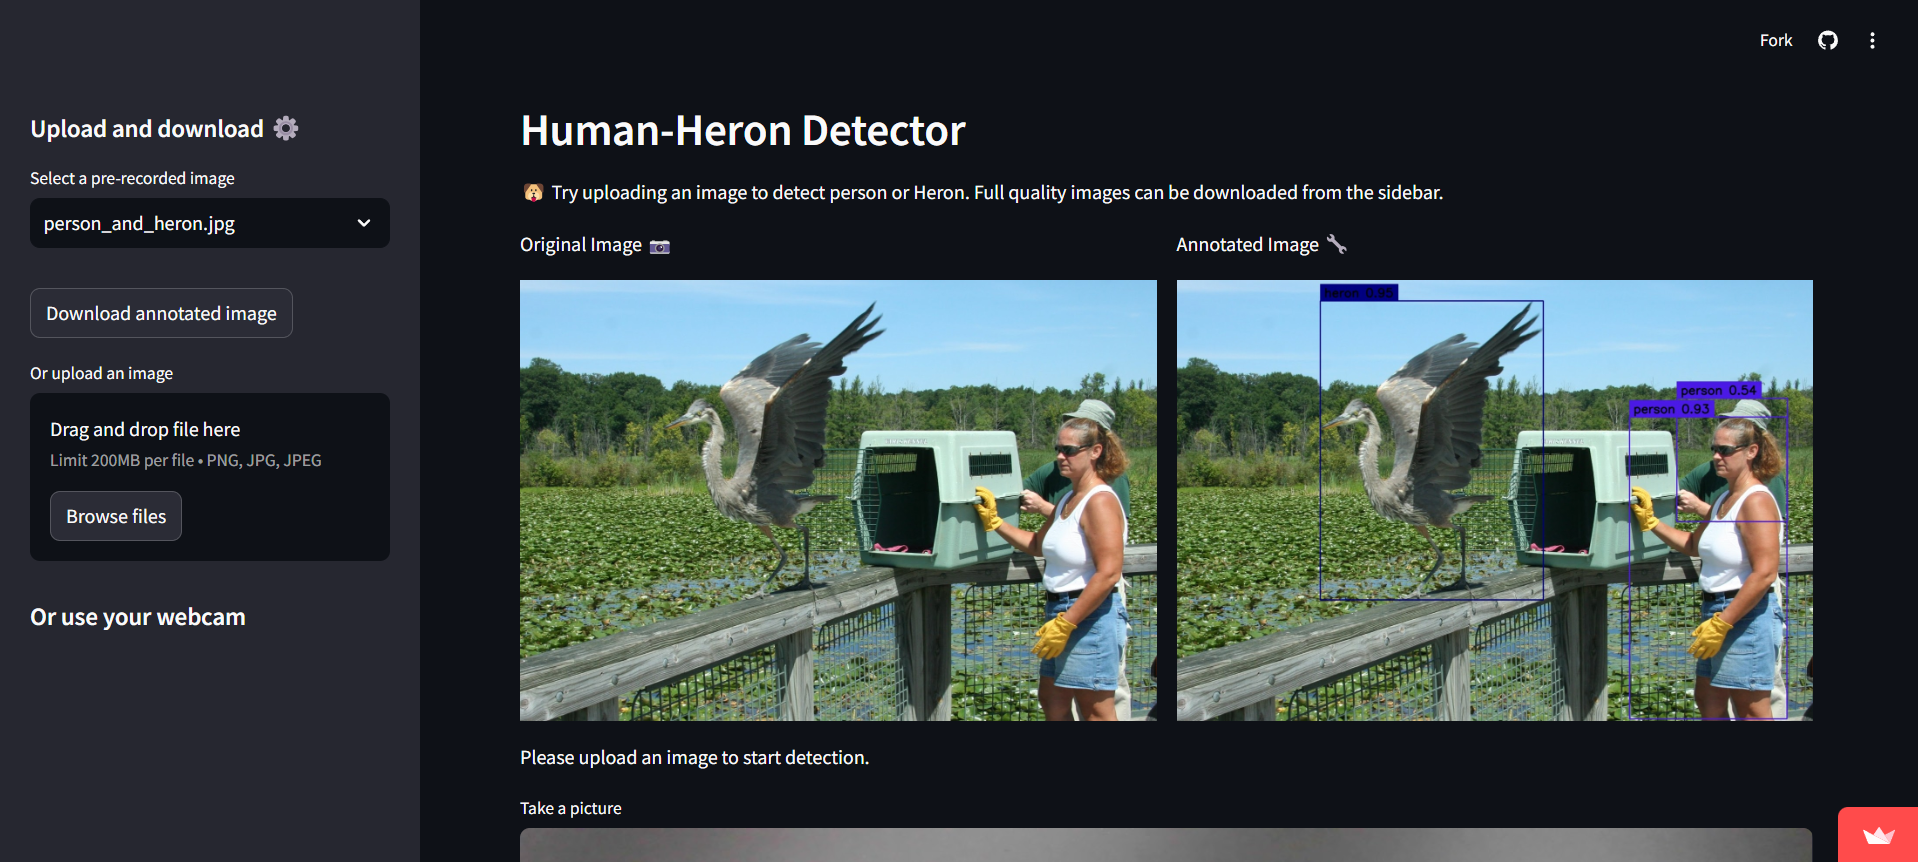 Fork
Upload and download
Select a pre-recorded image
person_and_heron.jpg
Download annotated image
Or upload an image
Drag and drop file here
Limit 200MB per file • PNG, JPG, JPEG
Browse files
Or use your webcam
Human-Heron Detector
Try uploading an image to detect person or Heron. Full quality images can be downloaded from the sidebar.
Original Image
Annotated Image
heron 0.95
person 0.54
person 0.93
Please upload an image to start detection.
Take a picture